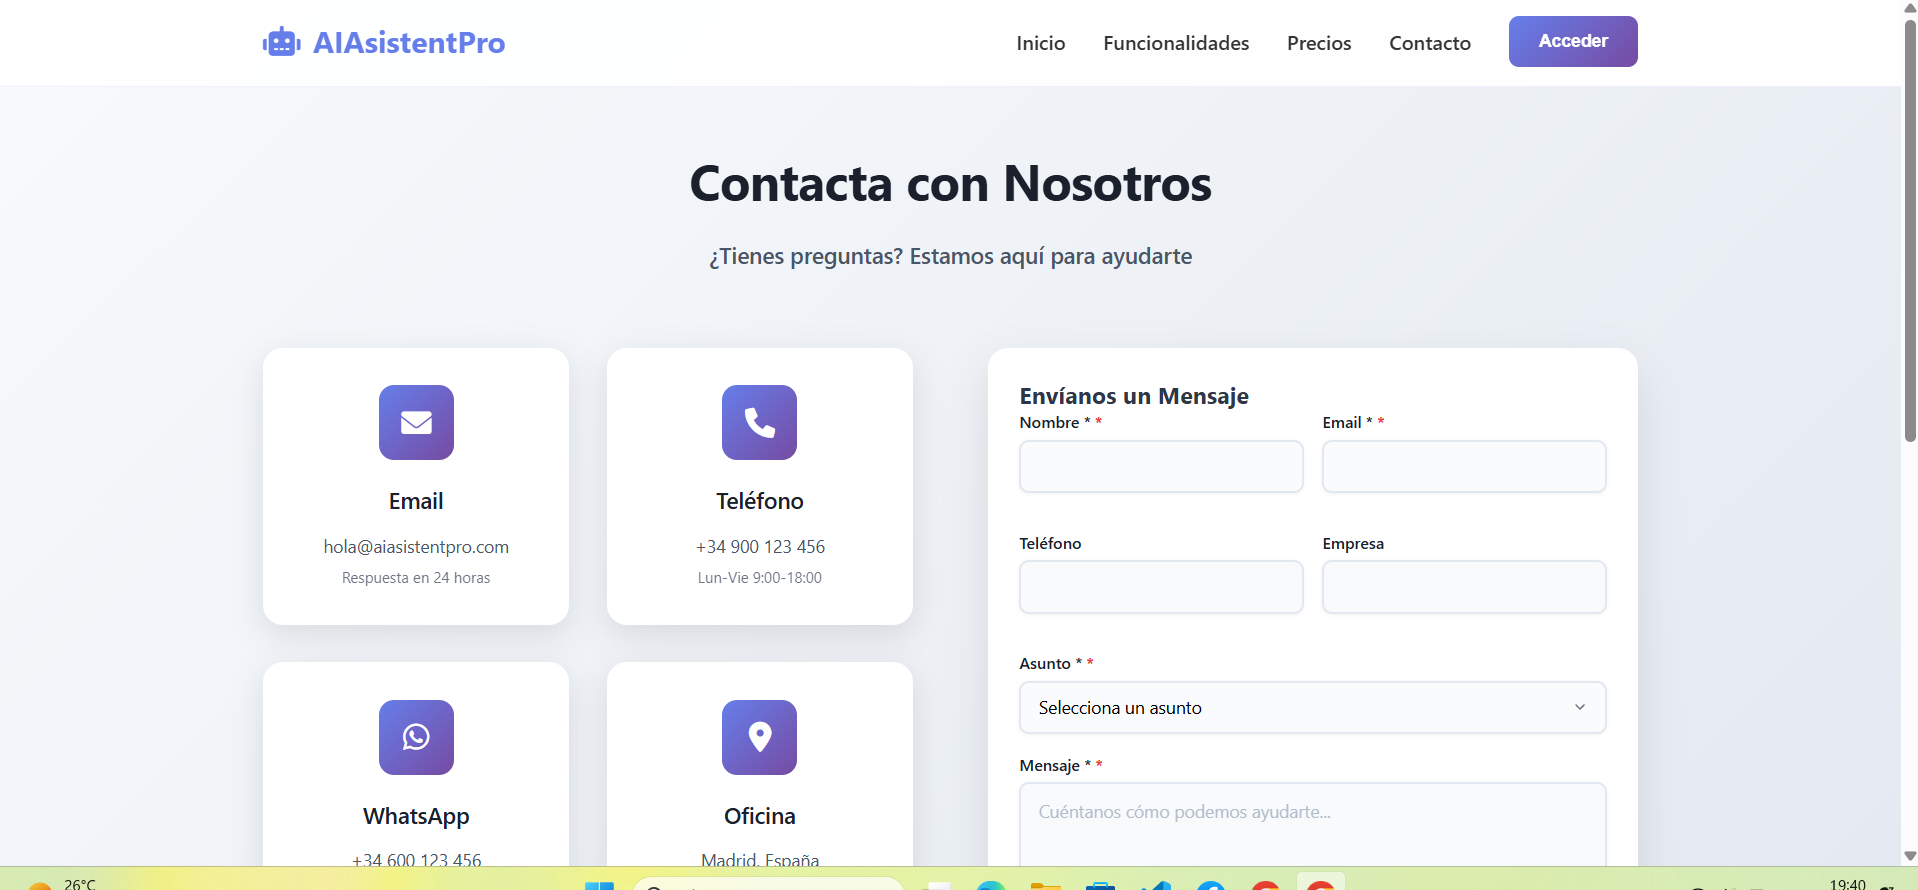 AIAsistentPro
Inicio Funcionalidades Precios Contacto Acceder
Contacta con Nosotros
¿Tienes preguntas? Estamos aquí para ayudarte
Email
hola@aiasistentpro.com
Respuesta en 24 horas
Teléfono
+34 900 123 456
Lun-Vie 9:00-18:00
WhatsApp
+34 600 123 456
Oficina
Madrid, España
Envíanos un Mensaje
Nombre * *
Email * *
Teléfono
Empresa
Asunto * *
Selecciona un asunto
Mensaje * *
Cuéntanos cómo podemos ayudarte...
26°C
19:40